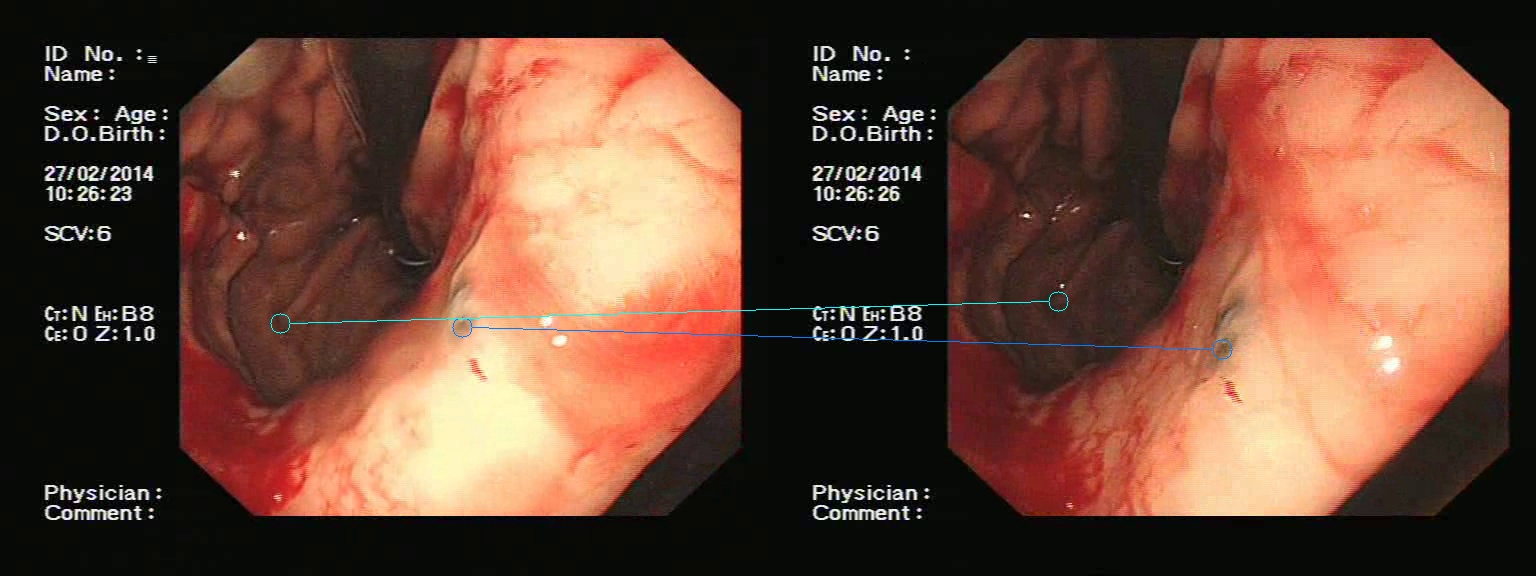 ID No. :
Name:
Sex: Age:
D.O.Birth:
27/02/2014
10:26:23
SCV:6
CT:N EH:B8
CE:0 Z:1.0
Physician:
Comment:
ID No. :
Name:
Sex: Age:
D.O.Birth:
27/02/2014
10:26:26
SCV:6
CT:N EH:B8
CE:0 Z:1.0
Physician:
Comment: